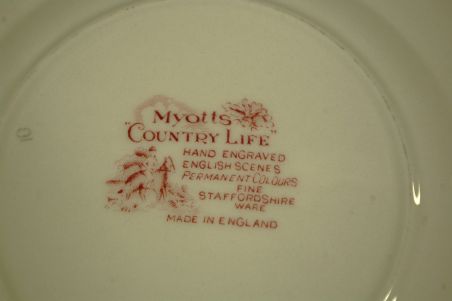 Myotts
"COUNTRY LIFE"
HAND ENGRAVED
ENGLISH SCENES
PERMANENT COLOURS
FINE
STAFFORDSHIRE
WARE
MADE IN ENGLAND